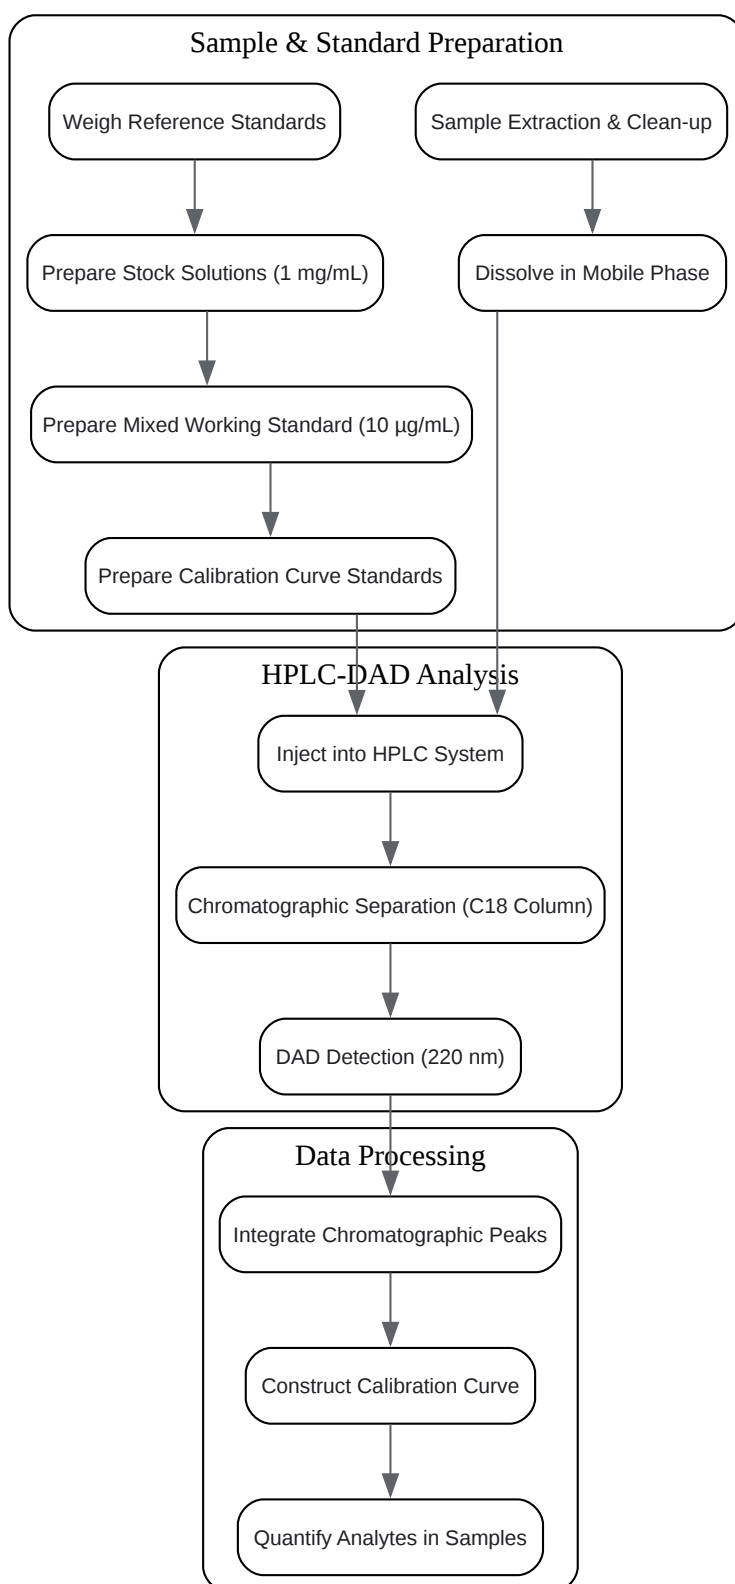 Sample & Standard Preparation
Weigh Reference Standards
Sample Extraction & Clean-up
Prepare Stock Solutions (1 mg/mL)
Dissolve in Mobile Phase
Prepare Mixed Working Standard (10 µg/mL)
Prepare Calibration Curve Standards
HPLC-DAD Analysis
Inject into HPLC System
Chromatographic Separation (C18 Column)
DAD Detection (220 nm)
Data Processing
Integrate Chromatographic Peaks
Construct Calibration Curve
Quantify Analytes in Samples